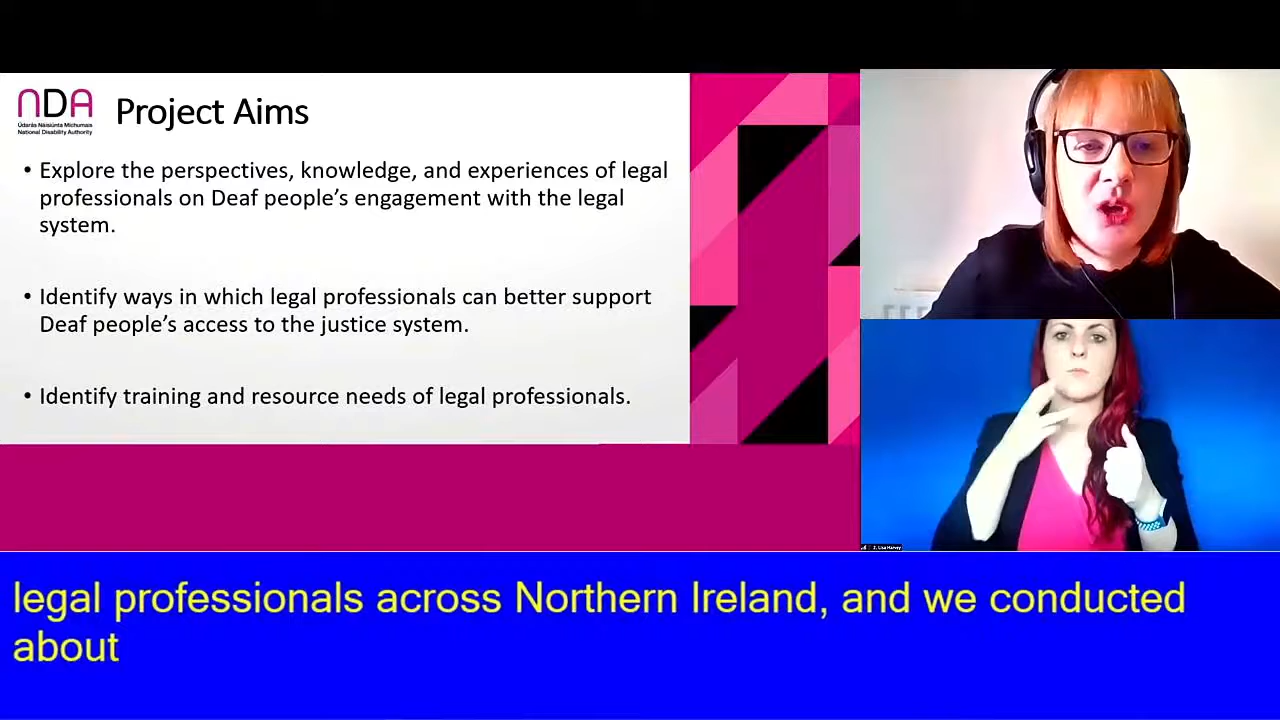 NDA
Údarás Náisiúnta Míchumais
National Disability Authority
Project Aims
• Explore the perspectives, knowledge, and experiences of legal
professionals on Deaf people’s engagement with the legal
system.
• Identify ways in which legal professionals can better support
Deaf people’s access to the justice system.
• Identify training and resource needs of legal professionals.
Z. Lisa Harvey
legal professionals across Northern Ireland, and we conducted
about